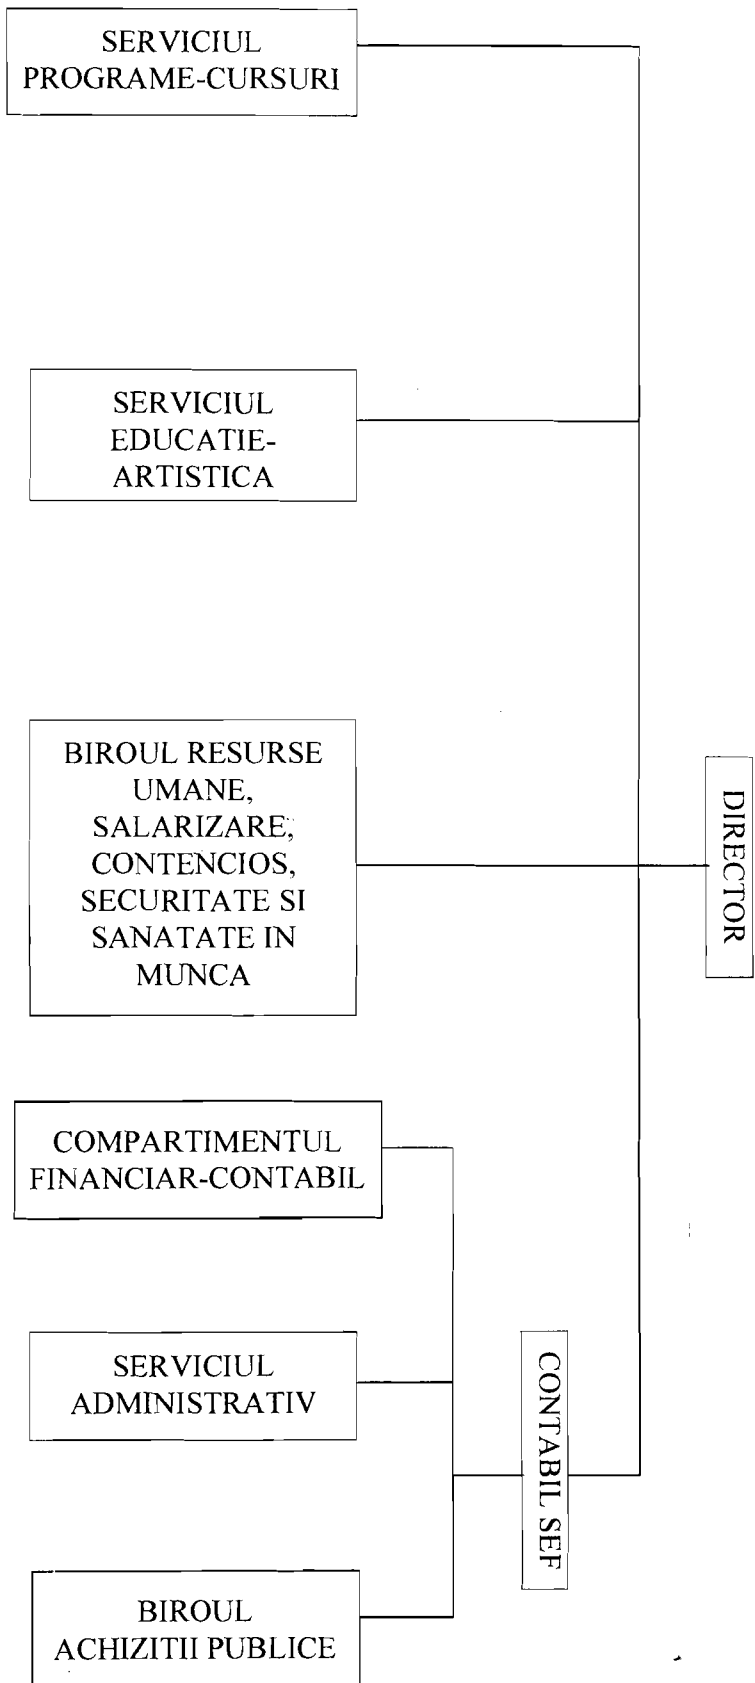 SERVICIUL
PROGRAME-CURSURI
SERVICIUL
EDUCATIE-
ARTISTICA
BIROUL RESURSE
UMANE,
SALARIZARE,
CONTENCIOS,
SECURITATE SI
SANATATE IN
MUNCA
DIRECTOR
COMPARTIMENTUL
FINANCIAR-CONTABIL
SERVICIUL
ADMINISTRATIV
CONTABIL SEF
BIROUL
ACHIZITII PUBLICE